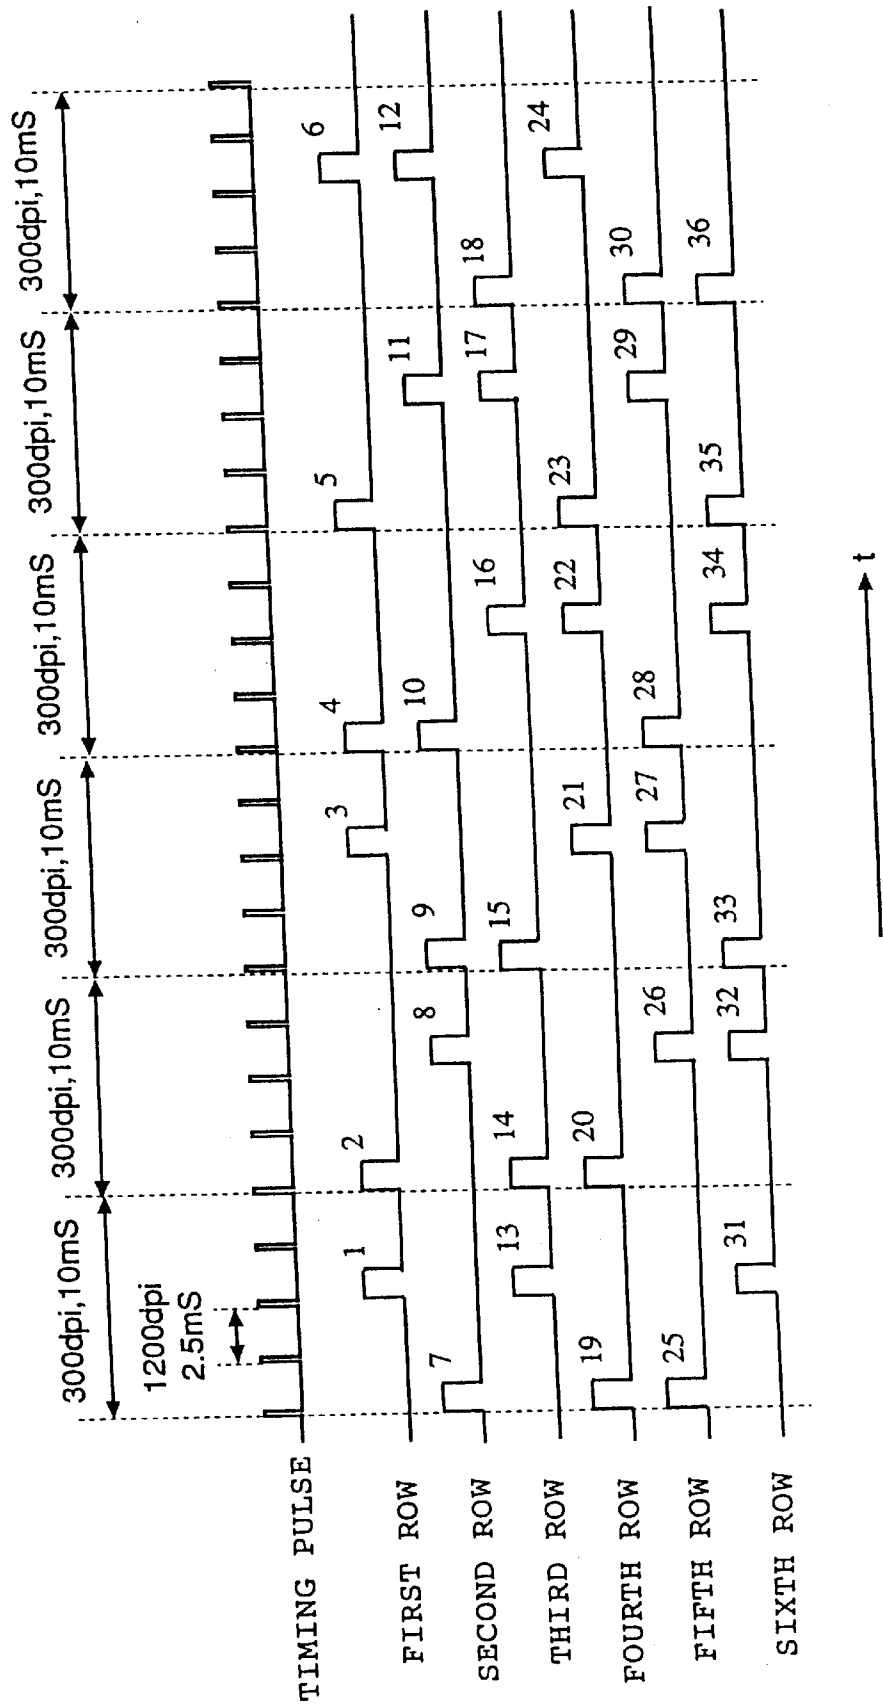 300dpi,10mS 300dpi,10mS 300dpi,10mS 300dpi,10mS 300dpi,10mS 300dpi,10mS
1200dpi
2.5mS
TIMING PULSE
FIRST ROW 1 2 3 4 5 6
SECOND ROW 7 8 9 10 11 12
THIRD ROW 13 14 15 16 17 18
FOURTH ROW 19 20 21 22 23 24
FIFTH ROW 25 26 27 28 29 30
SIXTH ROW 31 32 33 34 35 36
t